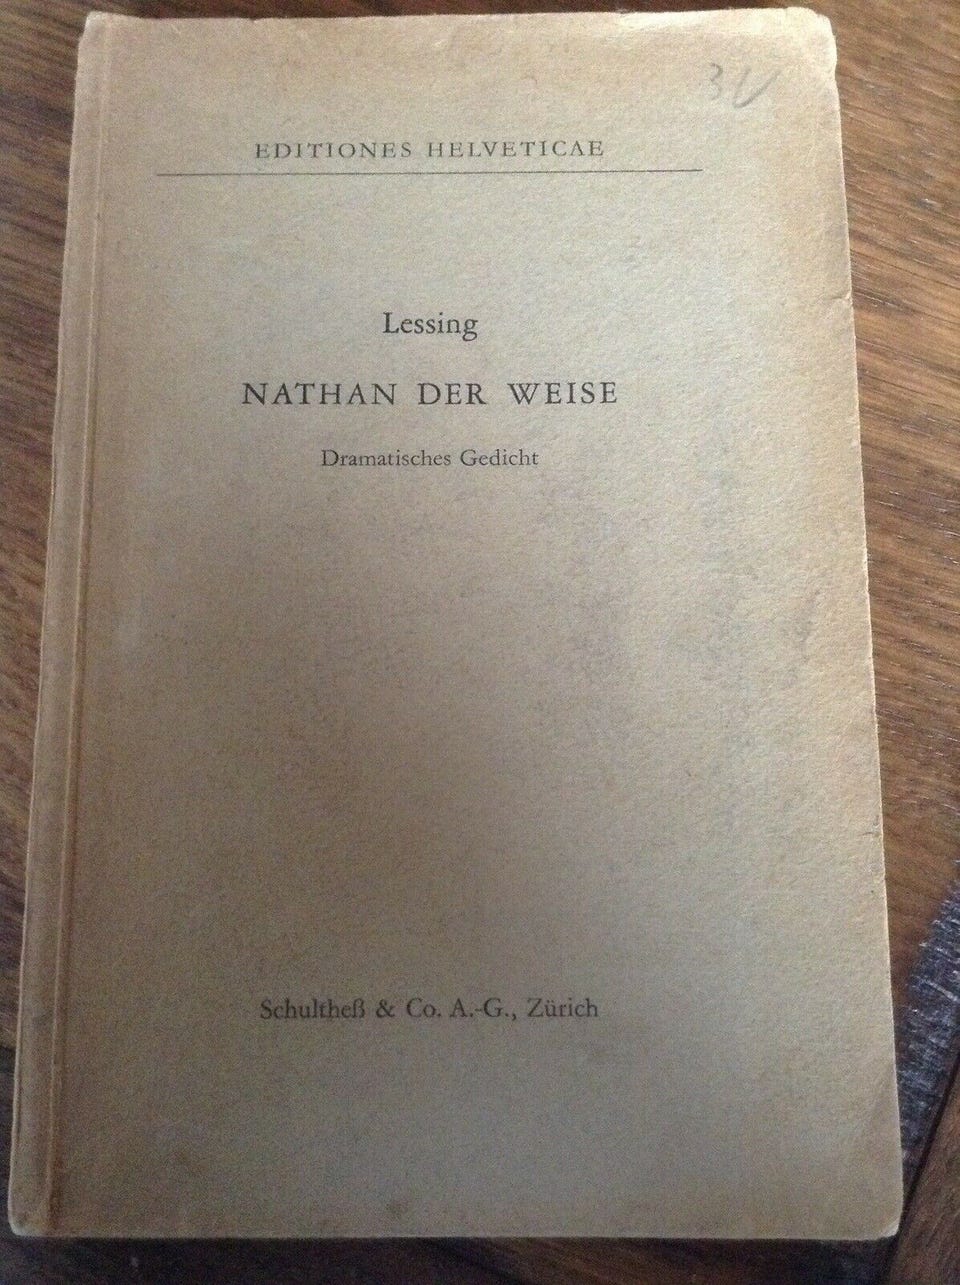 EDITIONES HELVETICAE
Lessing
NATHAN DER WEISE
Dramatisches Gedicht
Schultheß & Co. A.-G., Zürich